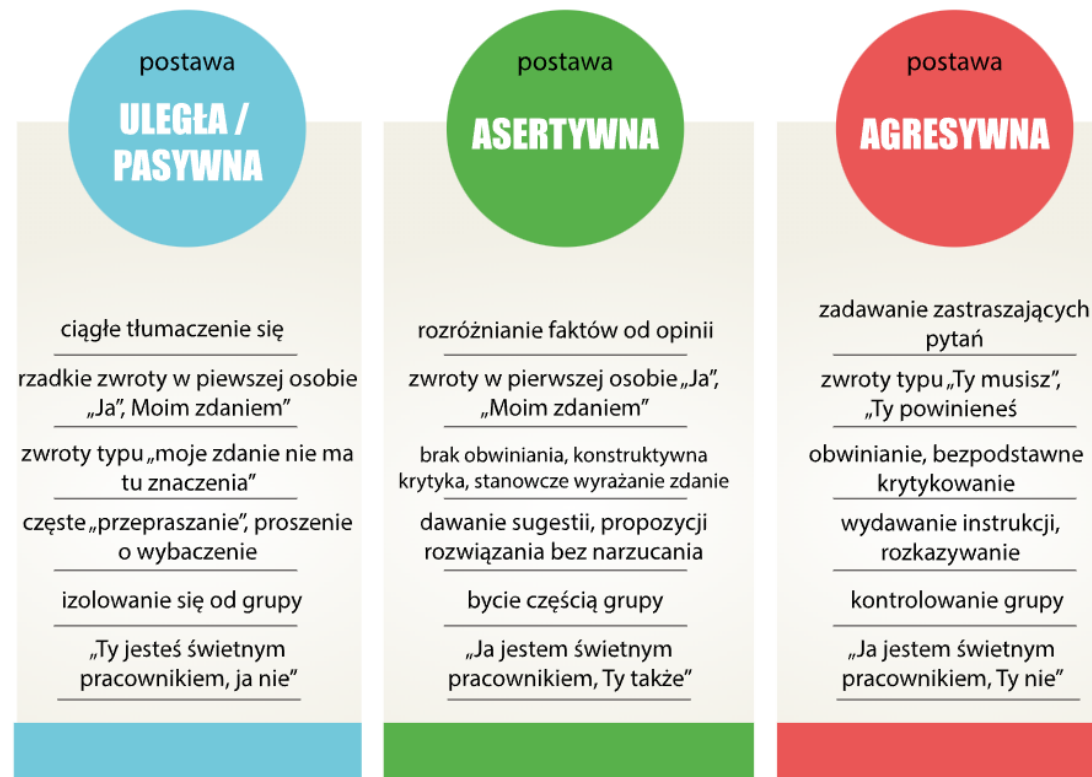 postawa
ULEGŁA /
PASYWNA
ciągłe tłumaczenie się
rzadkie zwroty w piewszej osobie
„Ja”, Moim zdaniem”
zwroty typu „moje zdanie nie ma
tu znaczenia”
częste „przepraszanie”, proszenie
o wybaczenie
izolowanie się od grupy
„Ty jesteś świetnym
pracownikiem, ja nie”
postawa
ASERTYWNA
rozróżnianie faktów od opinii
zwroty w pierwszej osobie „Ja”,
„Moim zdaniem”
brak obwiniania, konstruktywna
krytyka, stanowcze wyrażanie zdanie
dawanie sugestii, propozycji
rozwiązania bez narzucania
bycie częścią grupy
„Ja jestem świetnym
pracownikiem, Ty także”
postawa
AGRESYWNA
zadawanie zastraszających
pytań
zwroty typu „Ty musisz”,
„Ty powinieneś
obwinianie, bezpodstawne
krytykowanie
wydawanie instrukcji,
rozkazywanie
kontrolowanie grupy
„Ja jestem świetnym
pracownikiem, Ty nie”